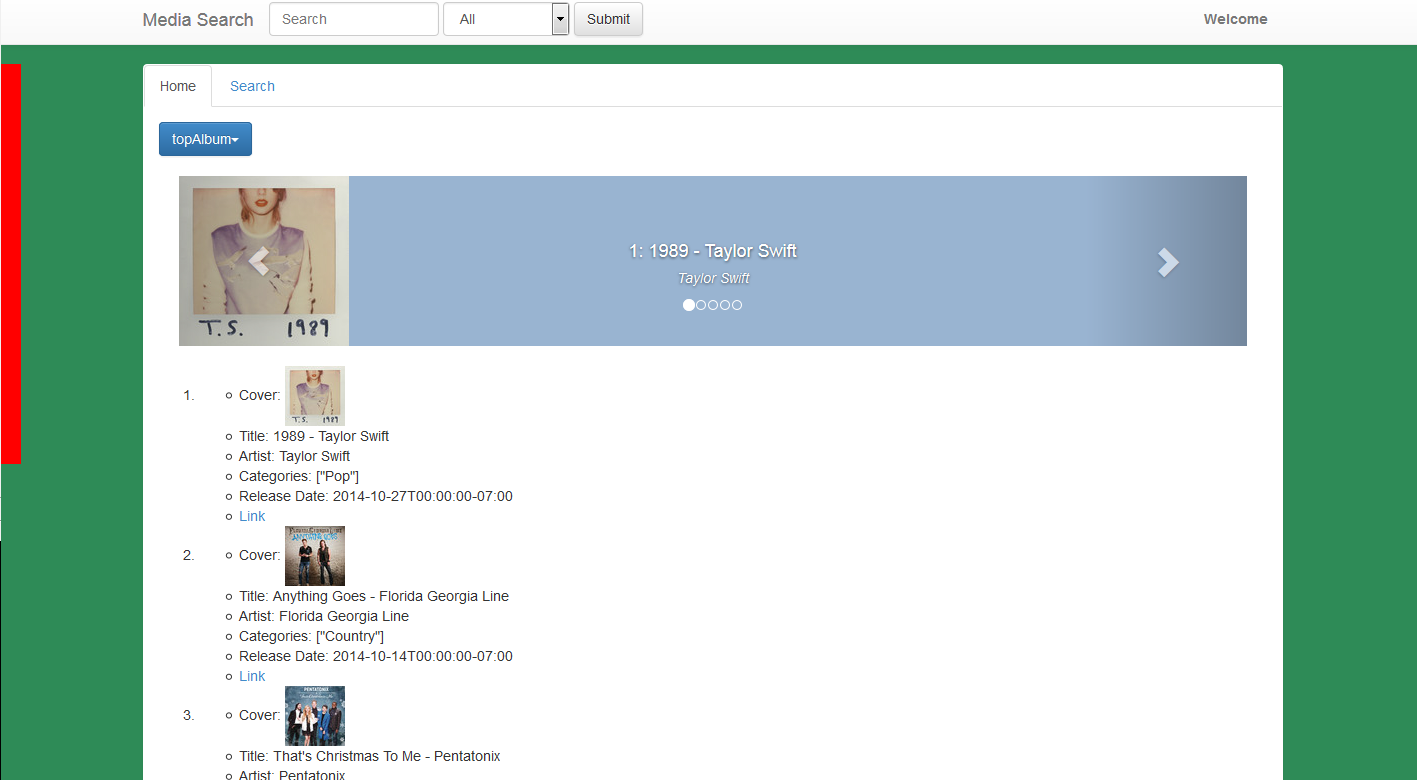 Media Search Search All Submit Welcome
Home Search
topAlbum
1: 1989 - Taylor Swift
Taylor Swift
T.S. 1989
1. Cover:
T.S. 1989
Title: 1989 - Taylor Swift
Artist: Taylor Swift
Categories: ["Pop"]
Release Date: 2014-10-27T00:00:00-07:00
Link
FLORIDA GEORGIA LINE
ANYTHING GOES
2. Cover:
Title: Anything Goes - Florida Georgia Line
Artist: Florida Georgia Line
Categories: ["Country"]
Release Date: 2014-10-14T00:00:00-07:00
Link
PENTATONIX
3. Cover:
Title: That's Christmas To Me - Pentatonix
Artist: Pentatonix